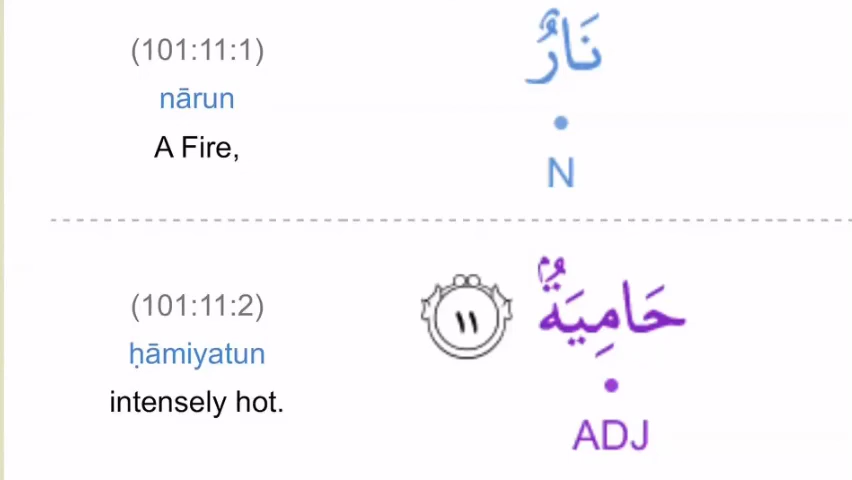 (101:11:1)
nārun
A Fire,
نَارٌ
N
(101:11:2)
ḥāmiyatun
intensely hot.
حَامِيَةٌۢ ١١
ADJ